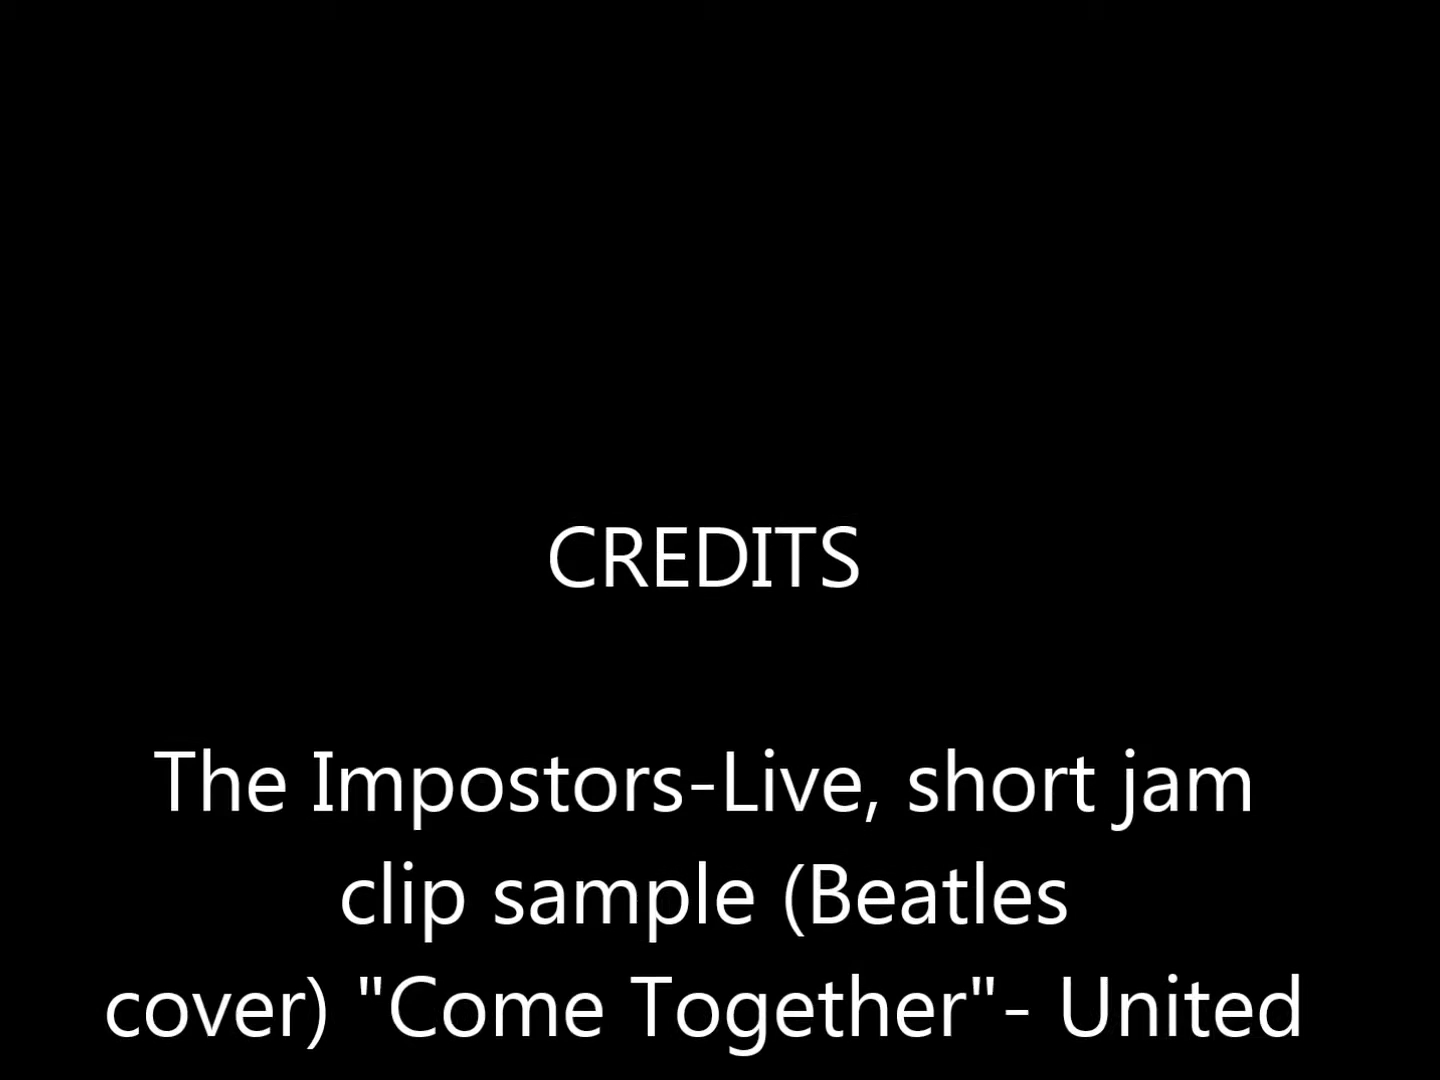 CREDITS
The Impostors-Live, short jam
clip sample (Beatles
cover) "Come Together"- United